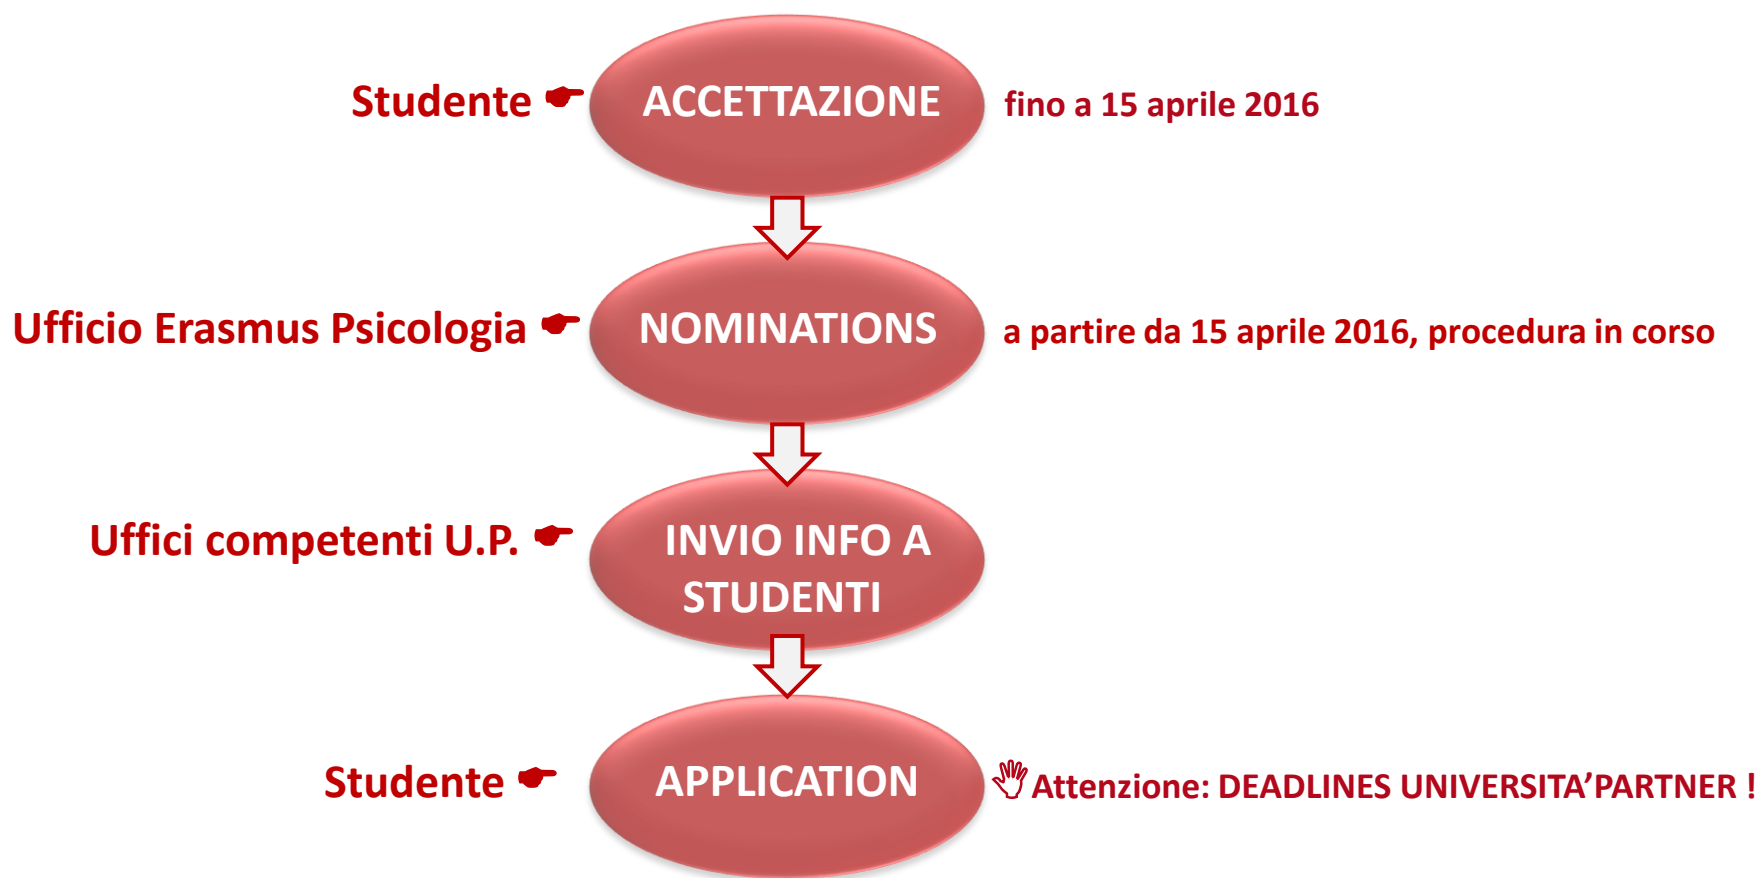 Studente ☛ ACCETTAZIONE fino a 15 aprile 2016
Ufficio Erasmus Psicologia ☛ NOMINATIONS a partire da 15 aprile 2016, procedura in corso
Uffici competenti U.P. ☛ INVIO INFO A
STUDENTI
Studente ☛ APPLICATION 👋Attenzione: DEADLINES UNIVERSITA’PARTNER !